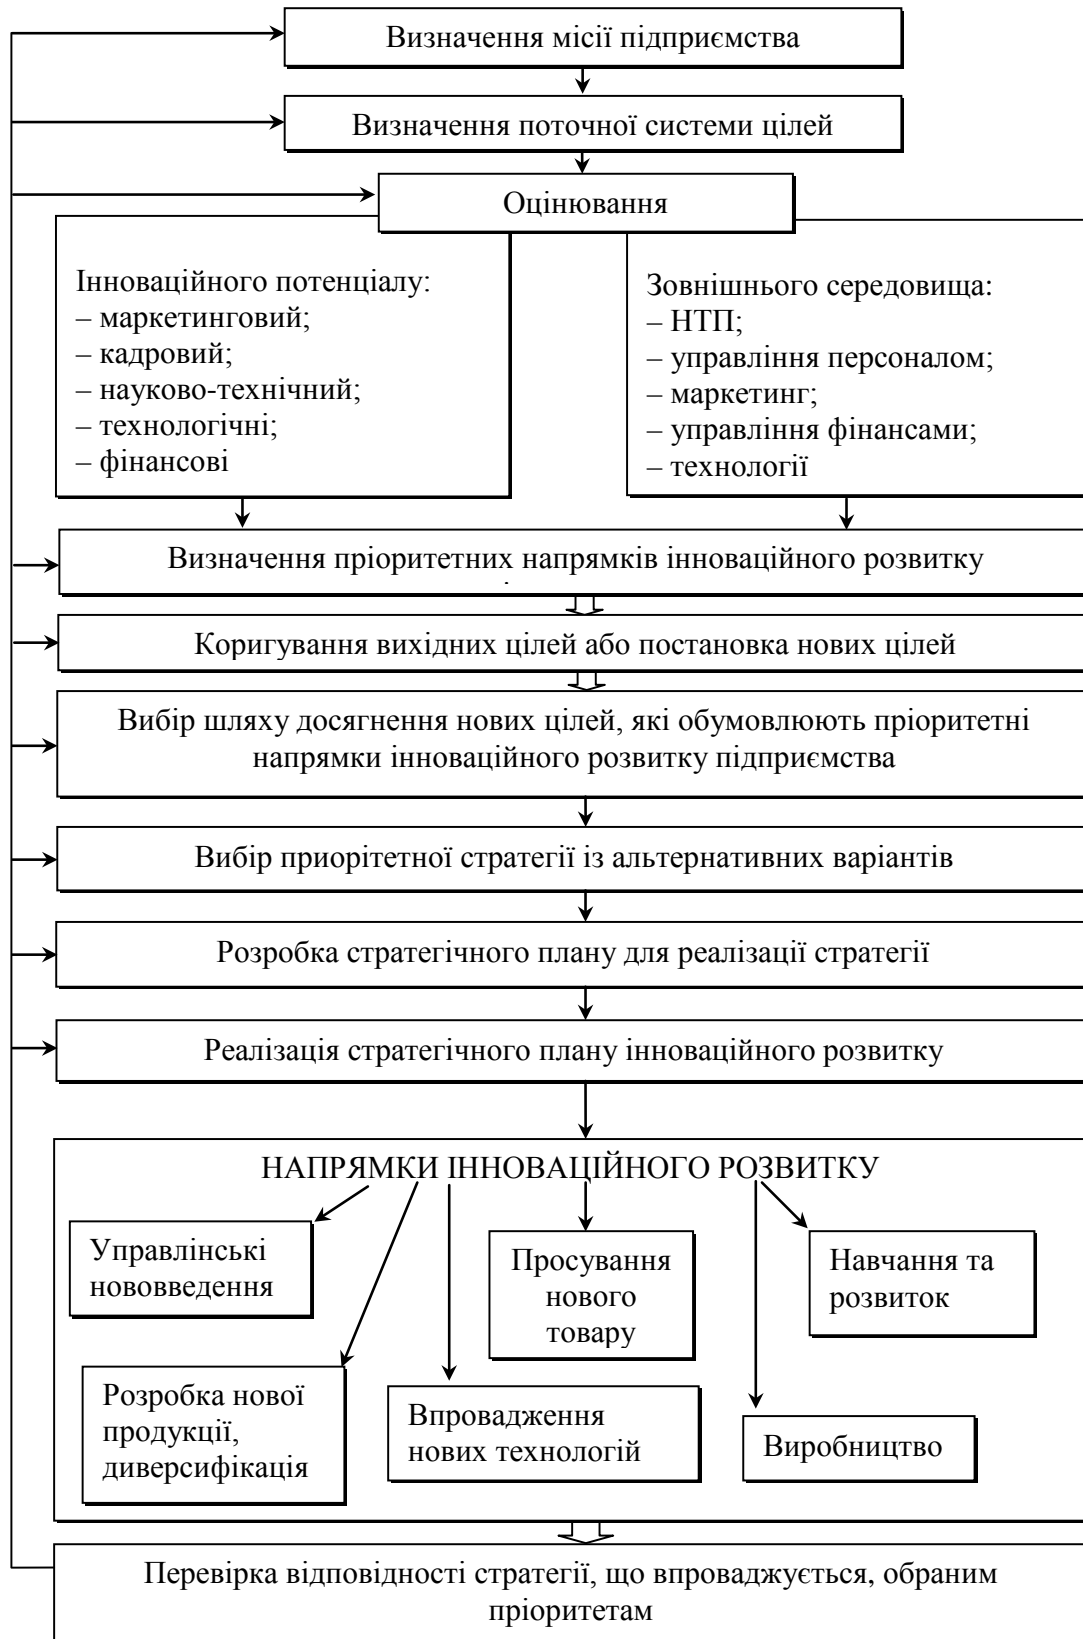 Визначення місії підприємства
Визначення поточної системи цілей
Оцінювання
Інноваційного потенціалу:
– маркетинговий;
– кадровий;
– науково-технічний;
– технологічні;
– фінансові
Зовнішнього середовища:
– НТП;
– управління персоналом;
– маркетинг;
– управління фінансами;
– технології
Визначення пріоритетних напрямків інноваційного розвитку
Коригування вихідних цілей або постановка нових цілей
Вибір шляху досягнення нових цілей, які обумовлюють пріоритетні
напрямки інноваційного розвитку підприємства
Вибір приорітетної стратегії із альтернативних варіантів
Розробка стратегічного плану для реалізації стратегії
Реалізація стратегічного плану інноваційного розвитку
НАПРЯМКИ ІННОВАЦІЙНОГО РОЗВИТКУ
Управлінські
нововведення
Просування
нового
товару
Навчання та
розвиток
Розробка нової
продукції,
диверсифікація
Впровадження
нових технологій
Виробництво
Перевірка відповідності стратегії, що впроваджується, обраним
пріоритетам